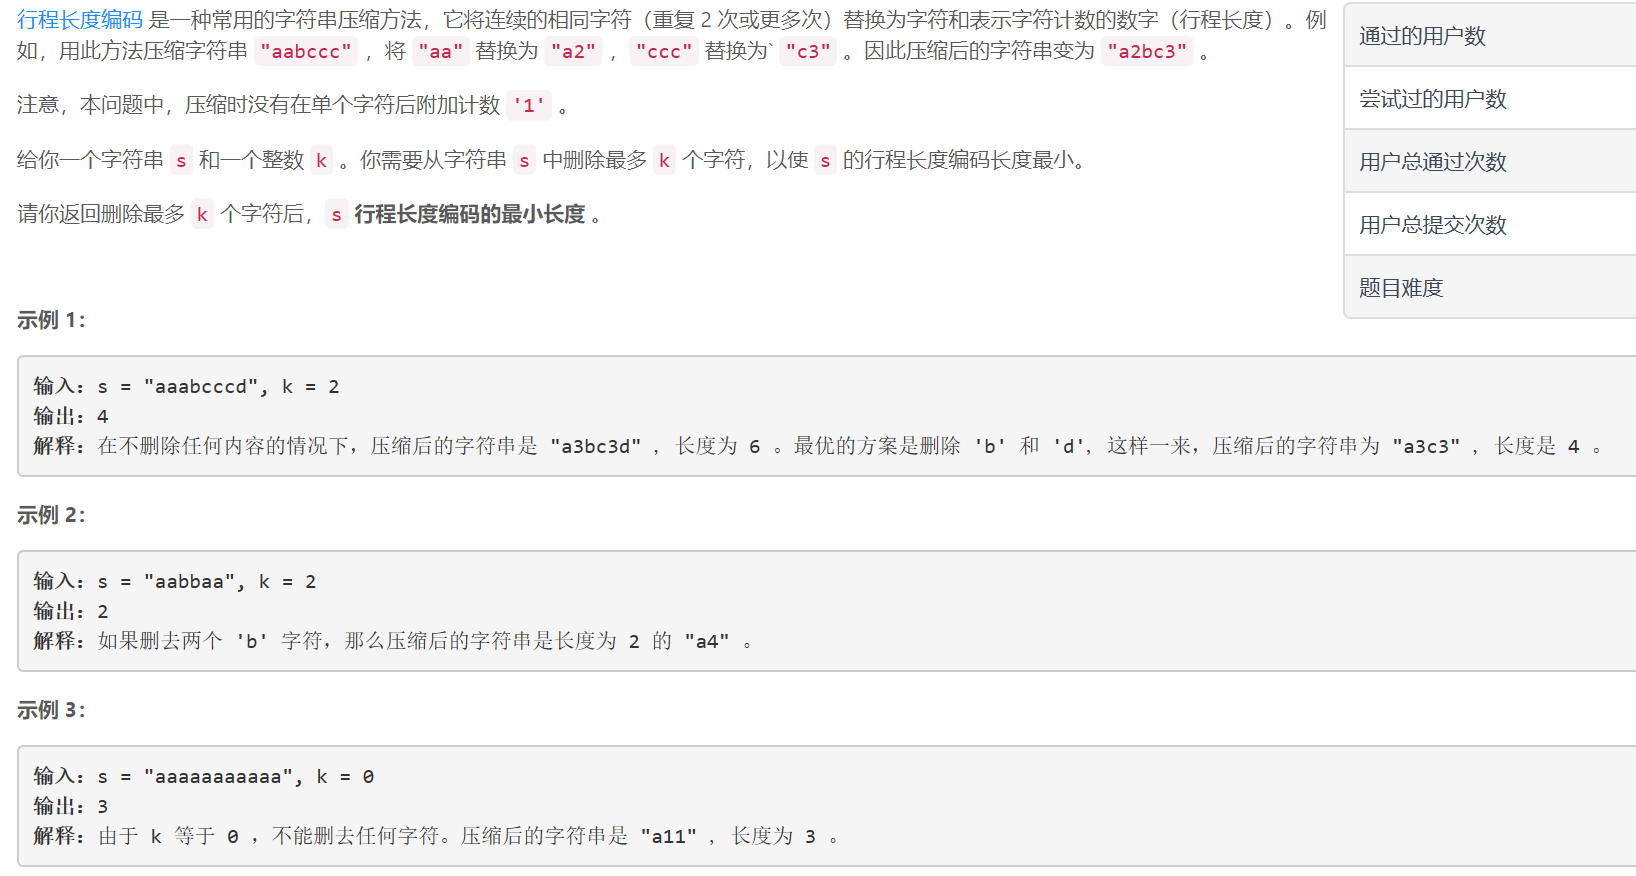 行程长度编码 是一种常用的字符串压缩方法，它将连续的相同字符（重复 2 次或更多次）替换为字符和表示字符计数的数字（行程长度）。例
如，用此方法压缩字符串 "aabccc" ，将 "aa" 替换为 "a2" ， "ccc" 替换为` "c3" 。因此压缩后的字符串变为 "a2bc3" 。
注意，本问题中，压缩时没有在单个字符后附加计数 '1' 。
给你一个字符串 s 和一个整数 k 。你需要从字符串 s 中删除最多 k 个字符，以使 s 的行程长度编码长度最小。
请你返回删除最多 k 个字符后， s 行程长度编码的最小长度 。
通过的用户数
尝试过的用户数
用户总通过次数
用户总提交次数
题目难度
示例 1：
输入：s = "aaabcccd", k = 2
输出：4
解释：在不删除任何内容的情况下，压缩后的字符串是 "a3bc3d" ，长度为 6 。最优的方案是删除 'b' 和 'd'，这样一来，压缩后的字符串为 "a3c3" ，长度是 4 。
示例 2：
输入：s = "aabbaa", k = 2
输出：2
解释：如果删去两个 'b' 字符，那么压缩后的字符串是长度为 2 的 "a4" 。
示例 3：
输入：s = "aaaaaaaaaaa", k = 0
输出：3
解释：由于 k 等于 0 ，不能删去任何字符。压缩后的字符串是 "a11" ，长度为 3 。